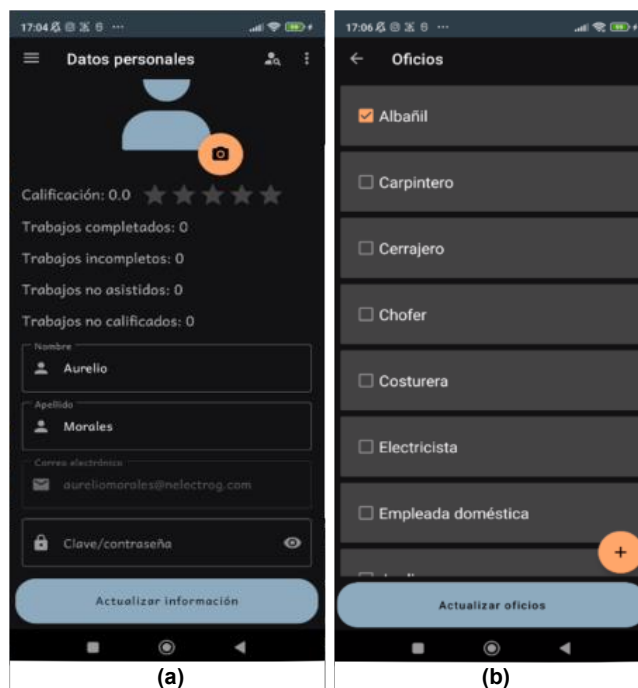 17:04
Datos personales
Calificación: 0.0
Trabajos completados: 0
Trabajos incompletos: 0
Trabajos no asistidos: 0
Trabajos no calificados: 0
Nombre
Aurelio
Apellido
Morales
Correo electrónico
aureliomorales@nelectrog.com
Clave/contraseña
Actualizar información
(a)
17:06
Oficios
Albañil
Carpintero
Cerrajero
Chofer
Costurera
Electricista
Empleada doméstica
+
Actualizar oficios
(b)